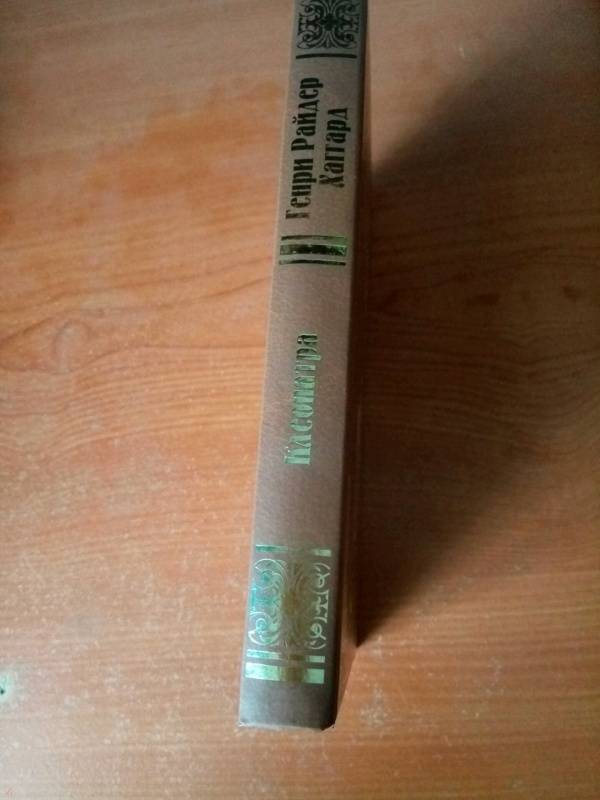 Генри Райдер
Хаггард
Клеопатра